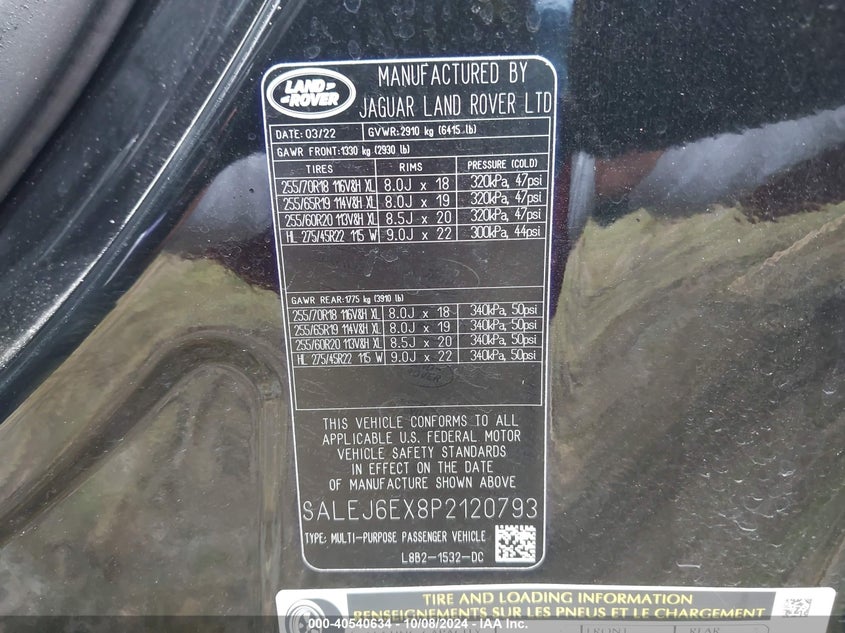 LAND
ROVER
MANUFACTURED BY
JAGUAR LAND ROVER LTD
DATE: 03/22 GVWR: 2910 kg (6415 lb)
GAWR FRONT: 1330 kg (2930 lb)
TIRES RIMS PRESSURE (COLD)
255/70R18 116V&H XL 8.0J x 18 320kPa, 47psi
255/65R19 114V&H XL 8.0J x 19 320kPa, 47psi
255/60R20 113V&H XL 8.5J x 20 320kPa, 47psi
HL 275/45R22 115 W 9.0J x 22 300kPa, 44psi
GAWR REAR: 1775 kg (3910 lb)
255/70R18 116V&H XL 8.0J x 18 340kPa, 50psi
255/65R19 114V&H XL 8.0J x 19 340kPa, 50psi
255/60R20 113V&H XL 8.5J x 20 340kPa, 50psi
HL 275/45R22 115 W 9.0J x 22 340kPa, 50psi
THIS VEHICLE CONFORMS TO ALL
APPLICABLE U.S. FEDERAL MOTOR
VEHICLE SAFETY STANDARDS
IN EFFECT ON THE DATE
OF MANUFACTURE SHOWN ABOVE
SALEJ6EX8P2120793
TYPE: MULTI-PURPOSE PASSENGER VEHICLE
L8B2-1532-DC
TIRE AND LOADING INFORMATION
RENSEIGNEMENTS SUR LES PNEUS ET LE CHARGEMENT
FRONT REAR
000-40540634 - 10/08/2024 - IAA Inc.